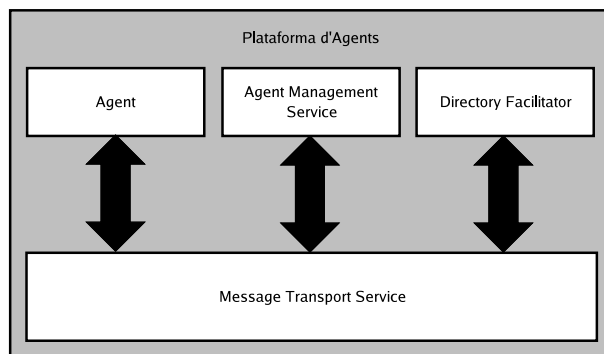 Plataforma d'Agents
Agent
Agent Management
Service
Directory Facilitator
Message Transport Service